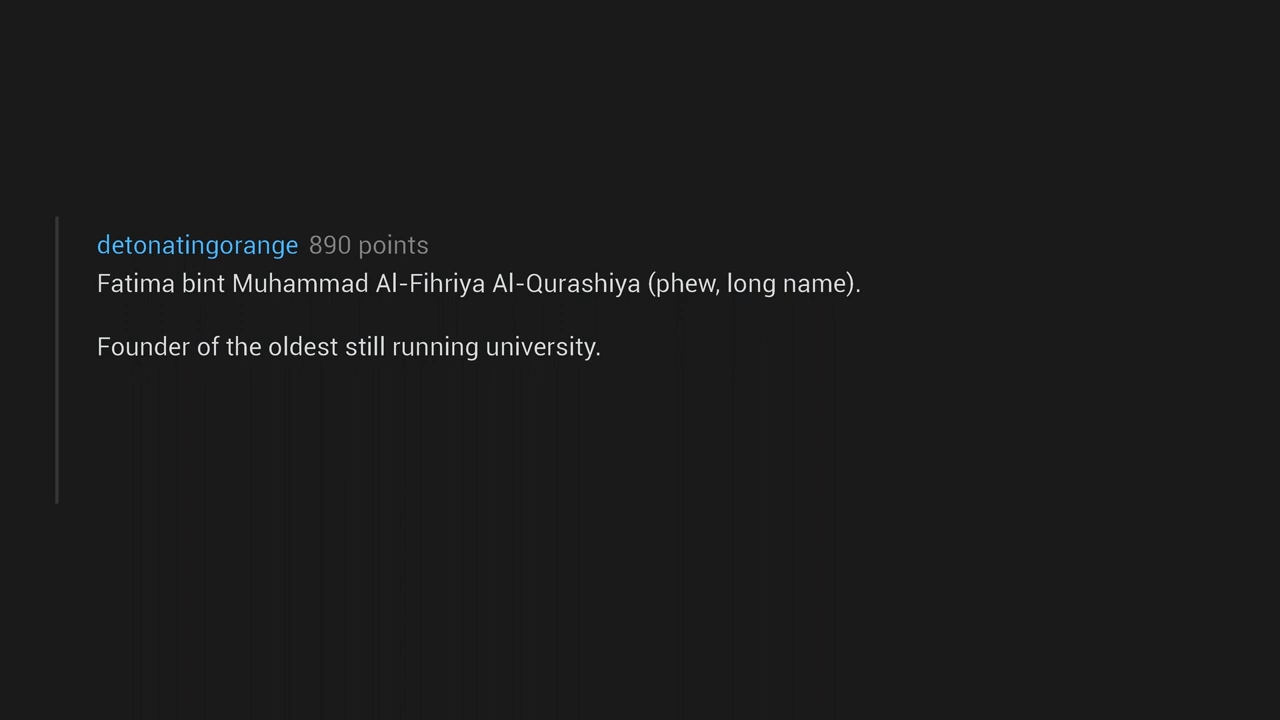 detonatingorange 890 points
Fatima bint Muhammad Al-Fihriya Al-Qurashiya (phew, long name).
Founder of the oldest still running university.